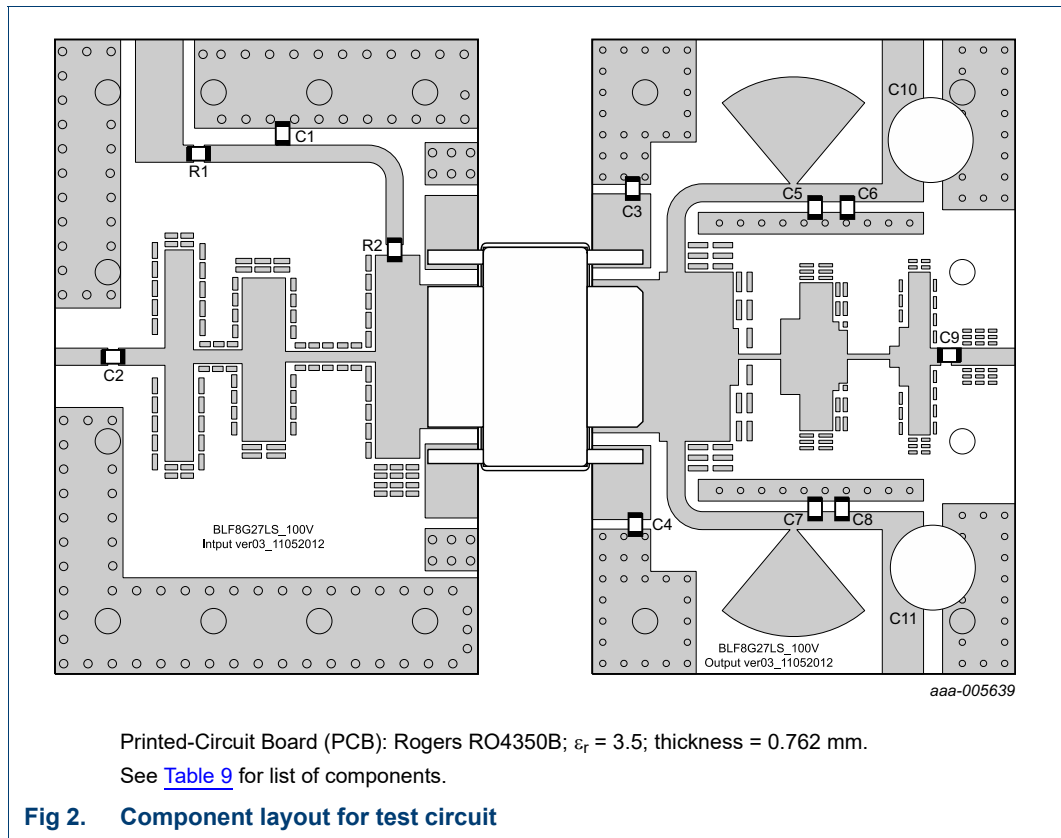 C10
C1
R1
C5
C6
C3
R2
C9
C2
C7
C8
C4
BLF8G27LS_100V
Intput ver03_11052012
C11
BLF8G27LS_100V
Output ver03_11052012
aaa-005639
Printed-Circuit Board (PCB): Rogers RO4350B; εr = 3.5; thickness = 0.762 mm.
See Table 9 for list of components.
Fig 2. Component layout for test circuit